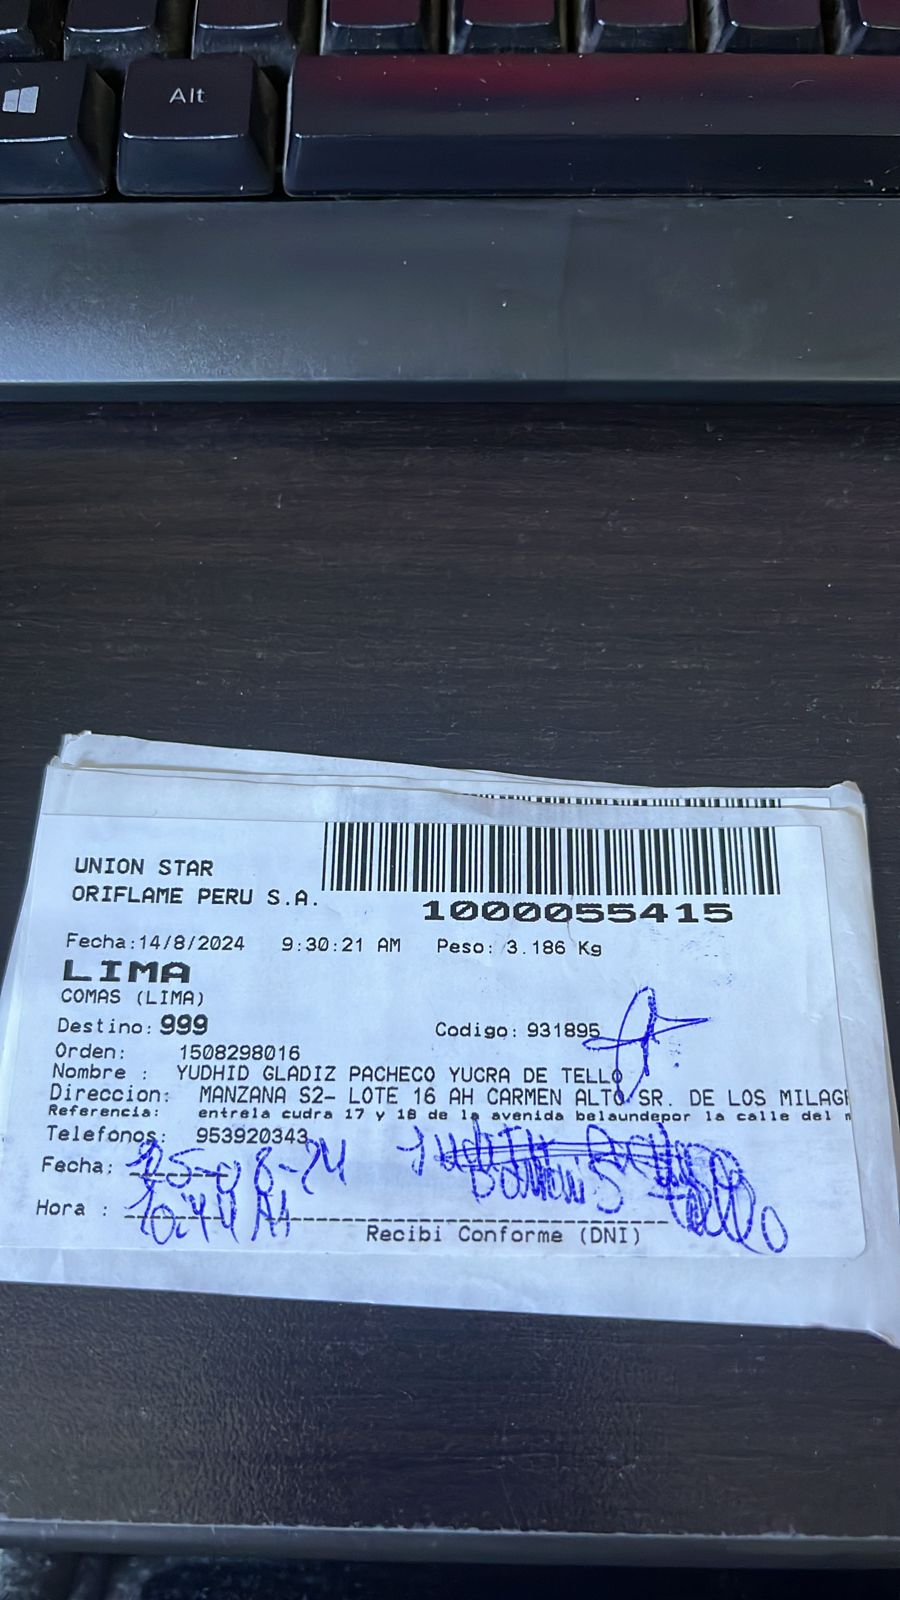 Alt
UNION STAR
ORIFLAME PERU S.A.
1000055415
Fecha:14/8/2024 9:30:21 AM Peso: 3.186 Kg
LIMA
COMAS (LIMA)
Destino: 999 Codigo: 931895
Orden: 1508298016
Nombre : YUDHID GLADIZ PACHECO YUCRA DE TELLO
Direccion: MANZANA S2- LOTE 16 AH CARMEN ALTO SR. DE LOS MILAGR
Referencia: entrela cudra 17 y 18 de la avenida belaundepor la calle del
Telefonos: 953920343
Fecha: 15-08-24
Hora : 10:44 AM
Recibi Conforme (DNI)